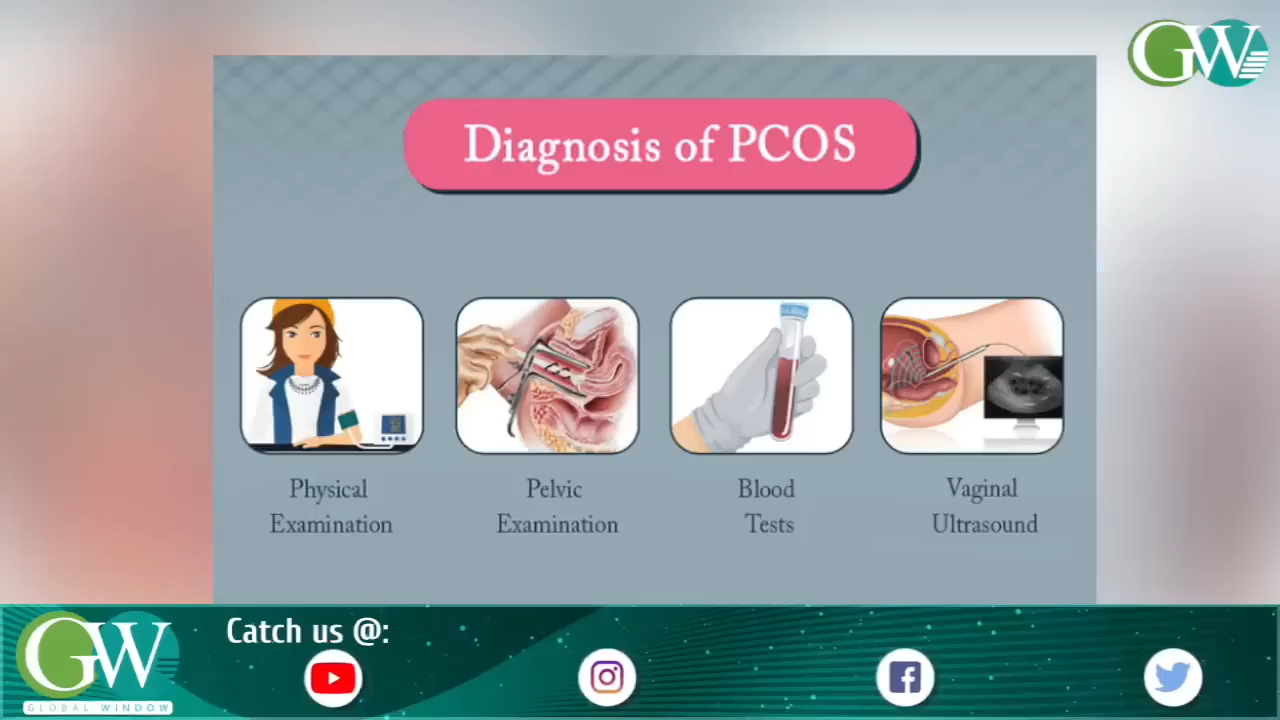 GW
Diagnosis of PCOS
Physical
Examination
Pelvic
Examination
Blood
Tests
Vaginal
Ultrasound
GW
GLOBAL WINDOW
Catch us @: